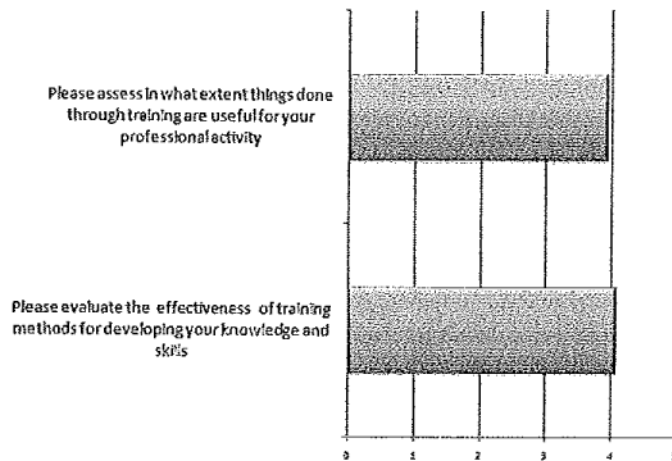 Please assess in what extent things done
through training are useful for your
professional activity
Please evaluate the effectiveness of training
methods for developing your knowledge and
skills
0 1 2 3 4